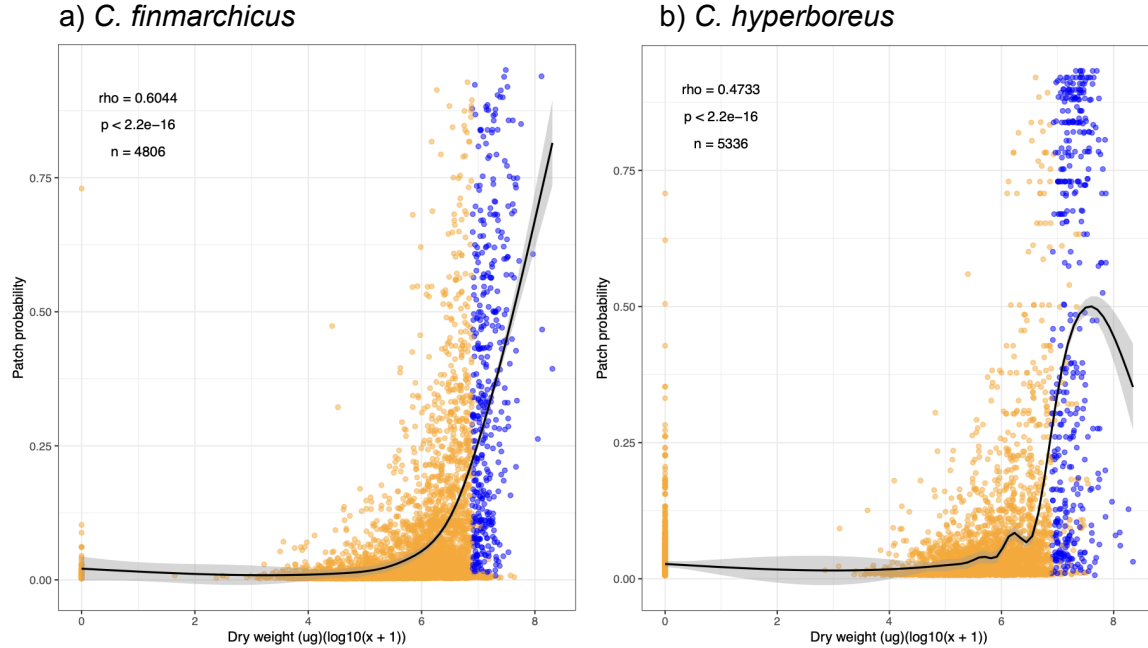 a) C. finmarchicus
rho = 0.6044
p < 2.2e−16
n = 4806
Patch probability
0.75
0.50
0.25
0.00
0
2
4
6
8
Dry weight (ug)(log10(x + 1))
b) C. hyperboreus
rho = 0.4733
p < 2.2e−16
n = 5336
Patch probability
0.75
0.50
0.25
0.00
0
2
4
6
8
Dry weight (ug)(log10(x + 1))